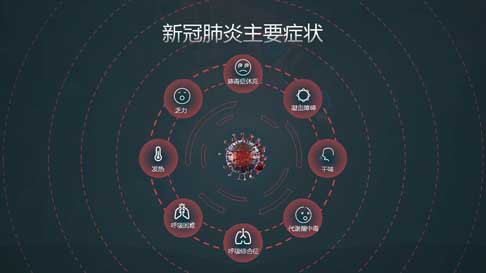 新冠肺炎主要症状
脓毒症休克
凝血障碍
干咳
代谢酸中毒
呼吸综合征
呼吸困难
发热
乏力